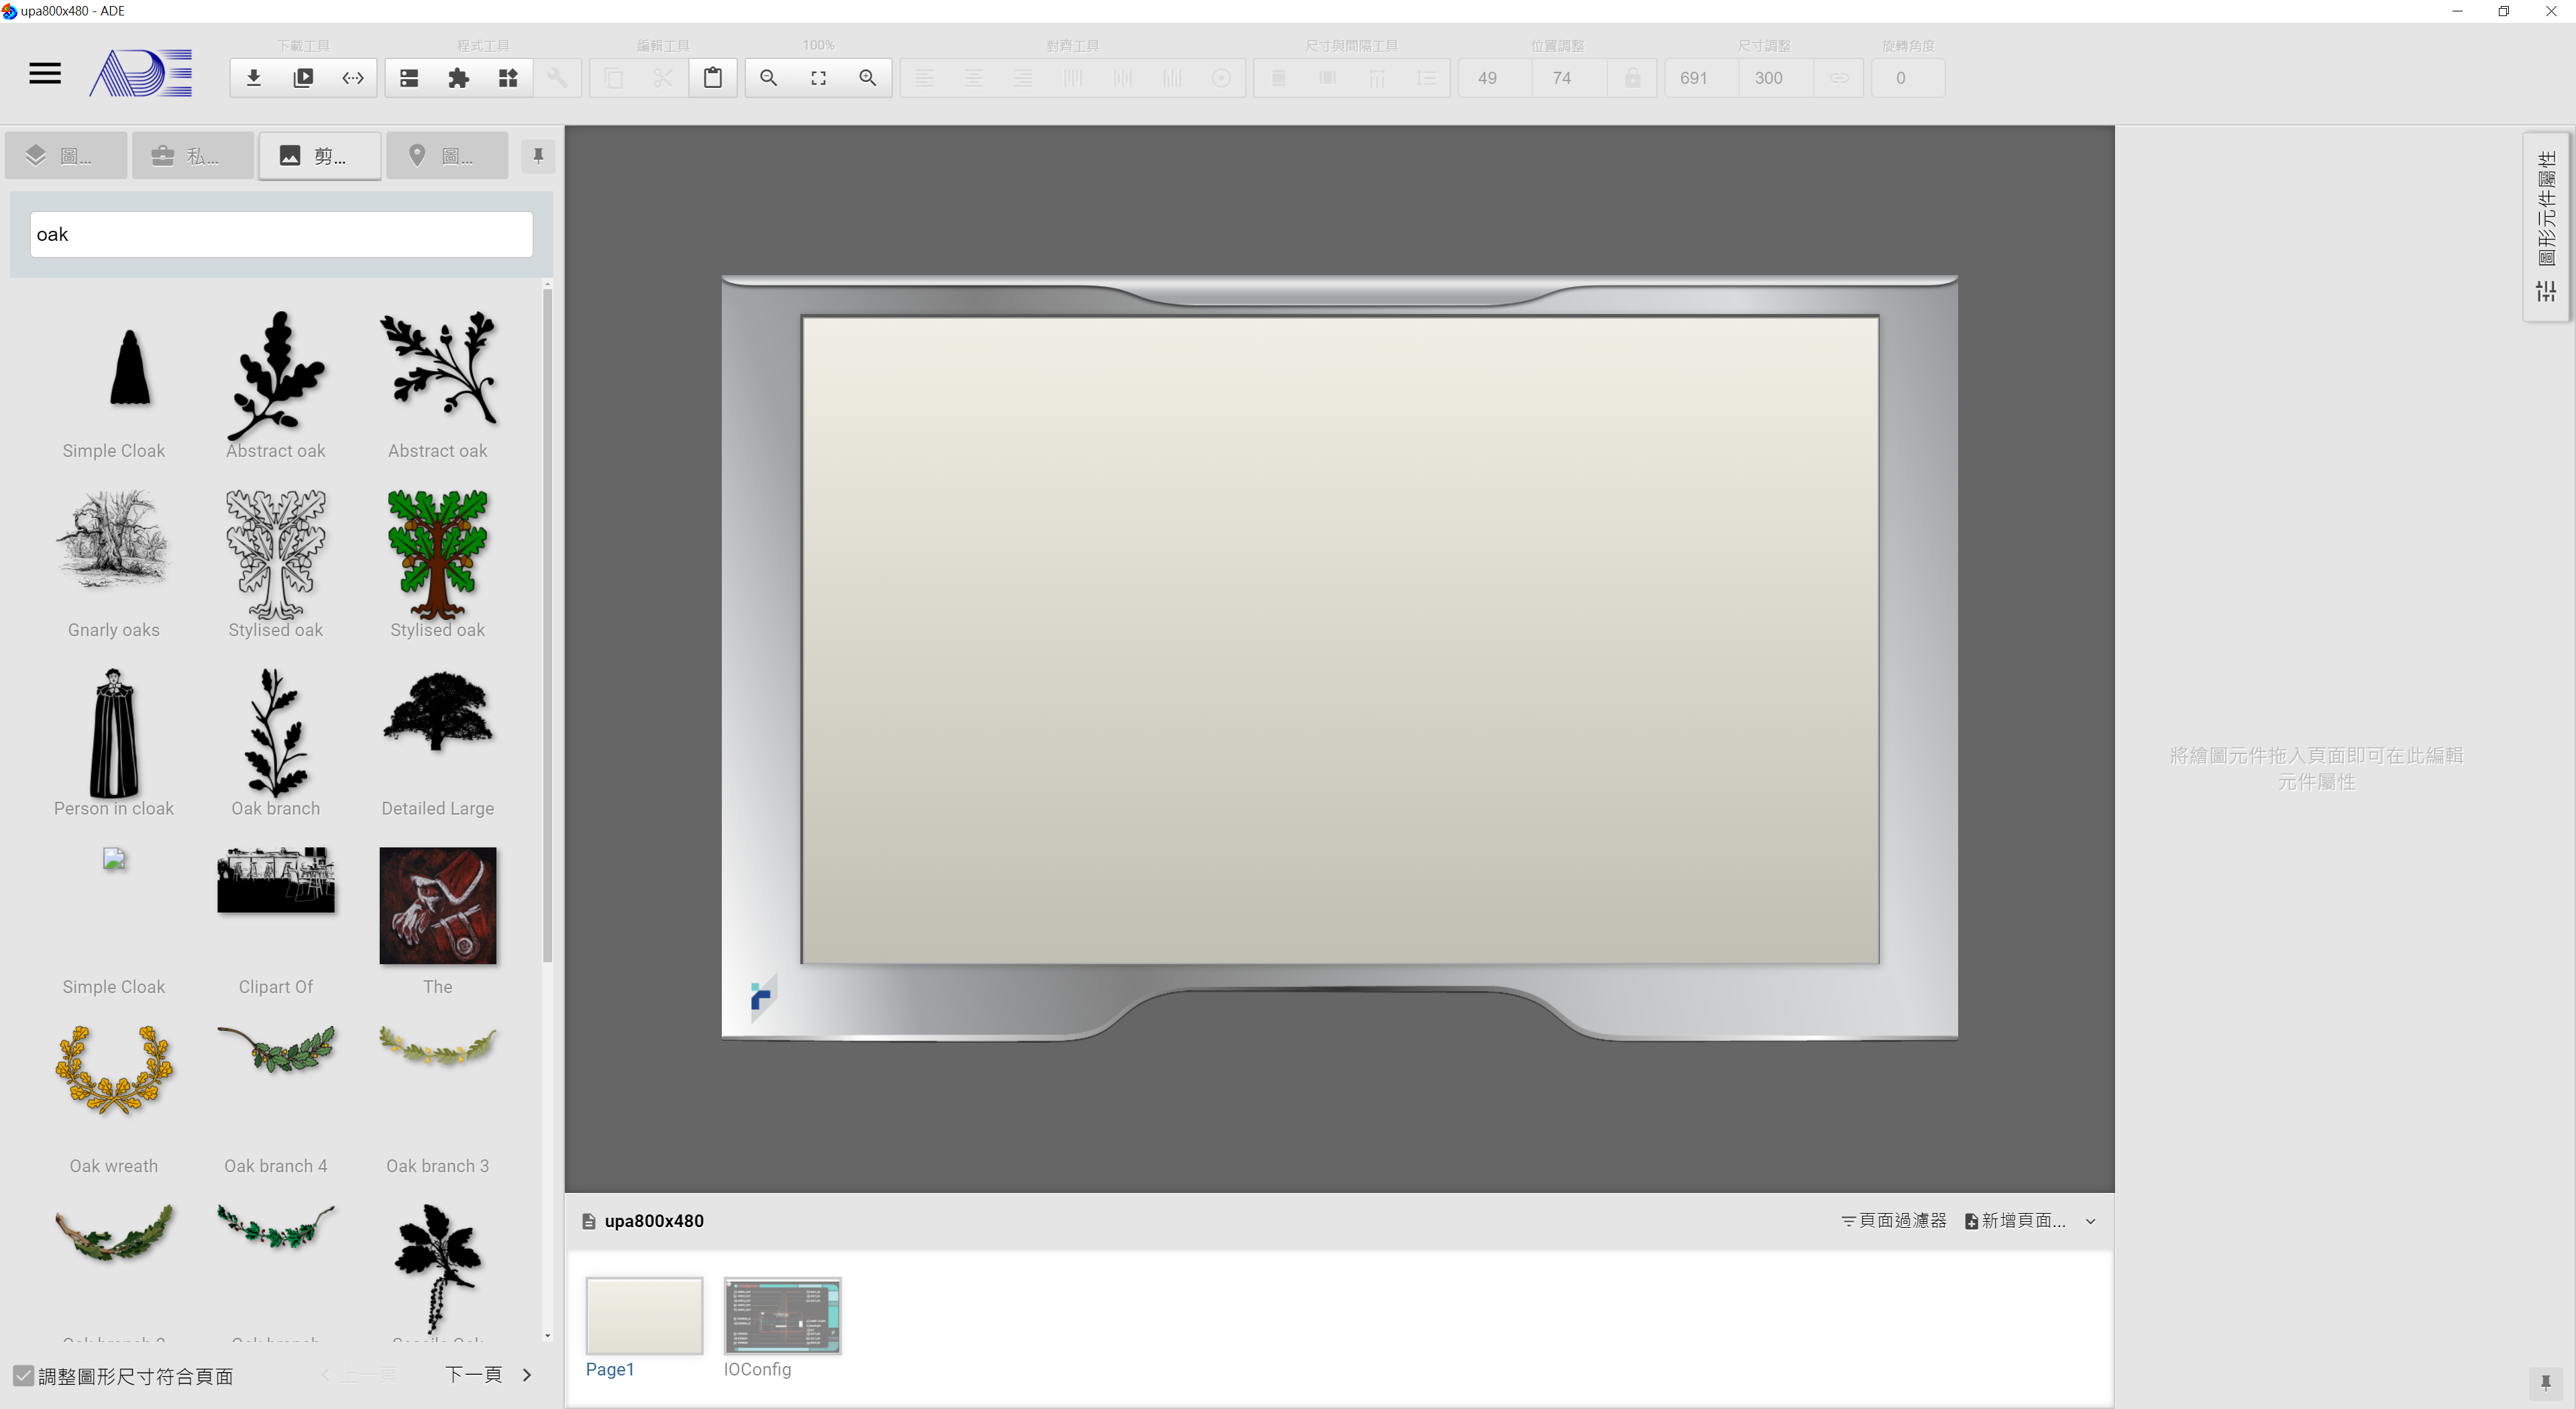 upa800x480 - ADE
ADE
下載工具
程式工具
編輯工具
100%
對齊工具
尺寸與間隔工具
位置調整
尺寸調整
旋轉角度
49
74
691
300
0
圖...
私...
剪...
圖...
oak
Simple Cloak
Abstract oak
Abstract oak
Gnarly oaks
Stylised oak
Stylised oak
Person in cloak
Oak branch
Detailed Large
Simple Cloak
Clipart Of
The
Oak wreath
Oak branch 4
Oak branch 3
調整圖形尺寸符合頁面
上一頁
下一頁
upa800x480
頁面過濾器
新增頁面...
Page1
IOConfig
圖形元件屬性
將繪圖元件拖入頁面即可在此編輯
元件屬性